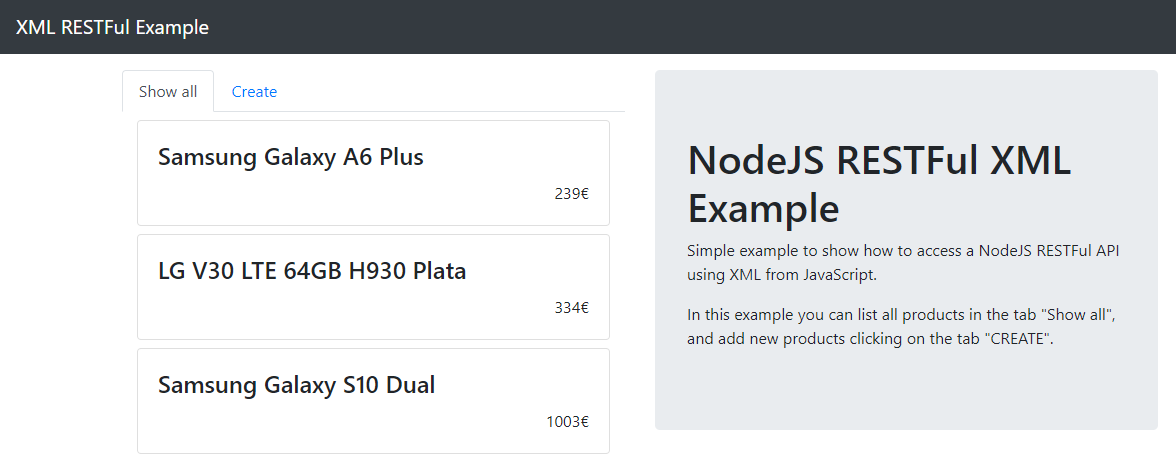 XML RESTFul Example
Show all
Create
Samsung Galaxy A6 Plus
239€
LG V30 LTE 64GB H930 Plata
334€
Samsung Galaxy S10 Dual
1003€
NodeJS RESTFul XML
Example
Simple example to show how to access a NodeJS RESTFul API
using XML from JavaScript.
In this example you can list all products in the tab "Show all",
and add new products clicking on the tab "CREATE".